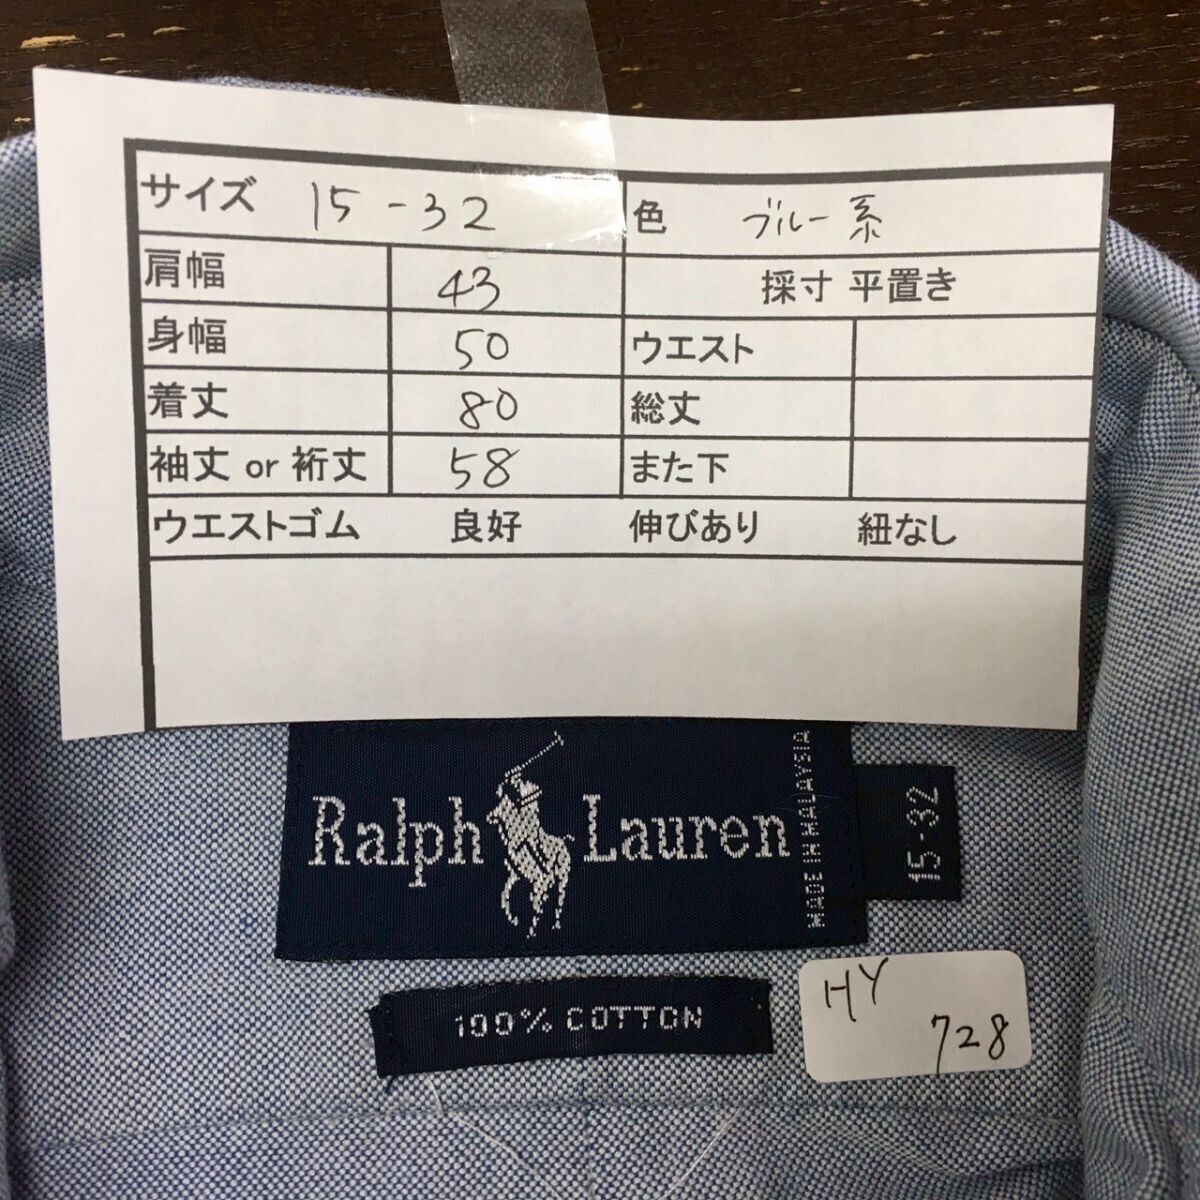 サイズ 15-32 色 ブルー系
肩幅 43 採寸 平置き
身幅 50 ウエスト
着丈 80 総丈
袖丈 or 裄丈 58 また下
ウエストゴム 良好 伸びあり 紐なし
Ralph Lauren
MADE IN MALAYSIA
15-32
100% COTTON
HY
728